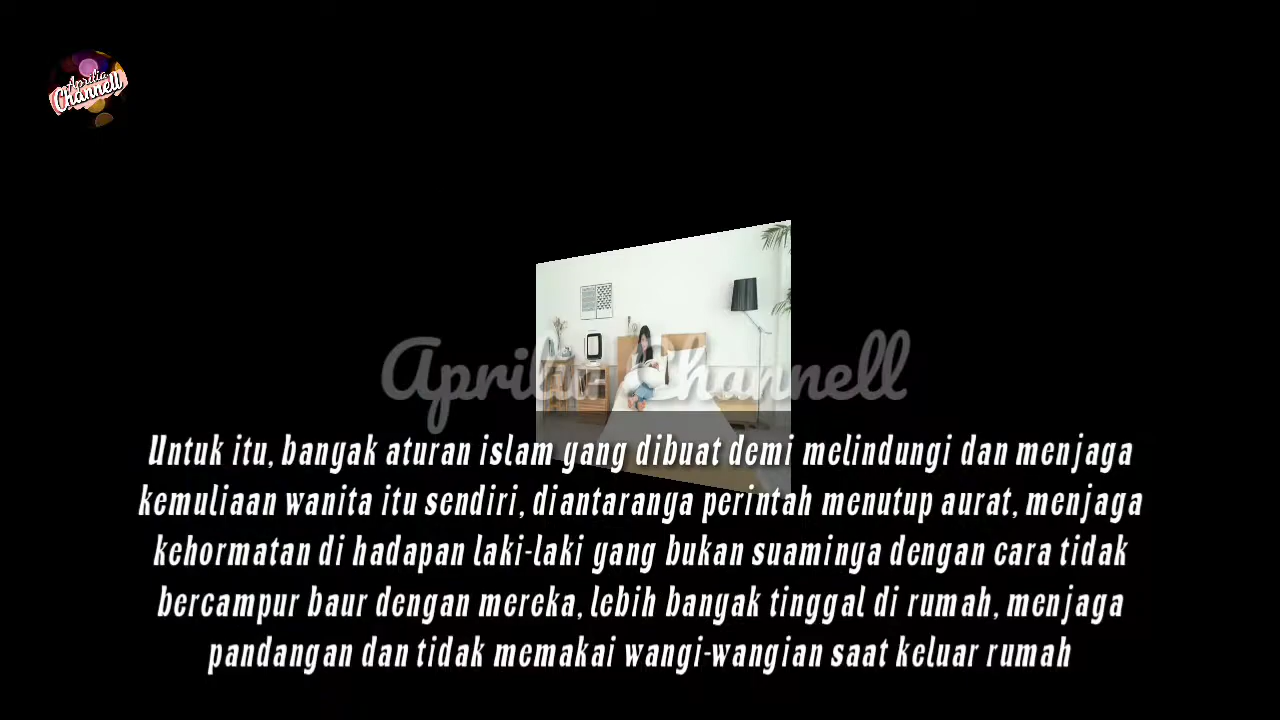 Aprilia
Channell
Aprilia Channell
Untuk itu, banyak aturan islam yang dibuat demi melindungi dan menjaga
kemuliaan wanita itu sendiri, diantaranya perintah menutup aurat, menjaga
kehormatan di hadapan laki-laki yang bukan suaminya dengan cara tidak
bercampur baur dengan mereka, lebih banyak tinggal di rumah, menjaga
pandangan dan tidak memakai wangi-wangian saat keluar rumah